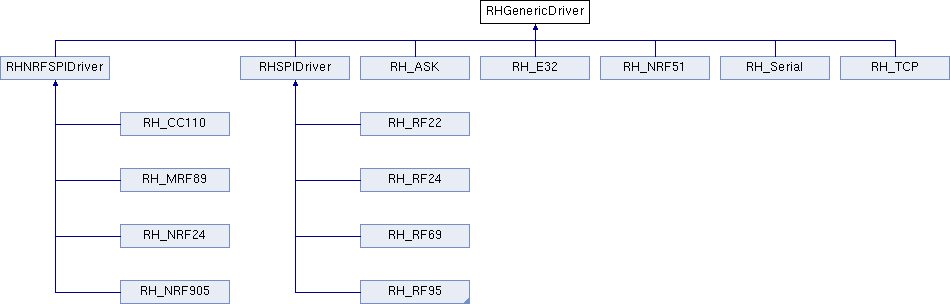 RHGenericDriver
RHNRFSPIDriver
RHSPIDriver
RH_ASK
RH_E32
RH_NRF51
RH_Serial
RH_TCP
RH_CC110
RH_RF22
RH_MRF89
RH_RF24
RH_NRF24
RH_RF69
RH_NRF905
RH_RF95